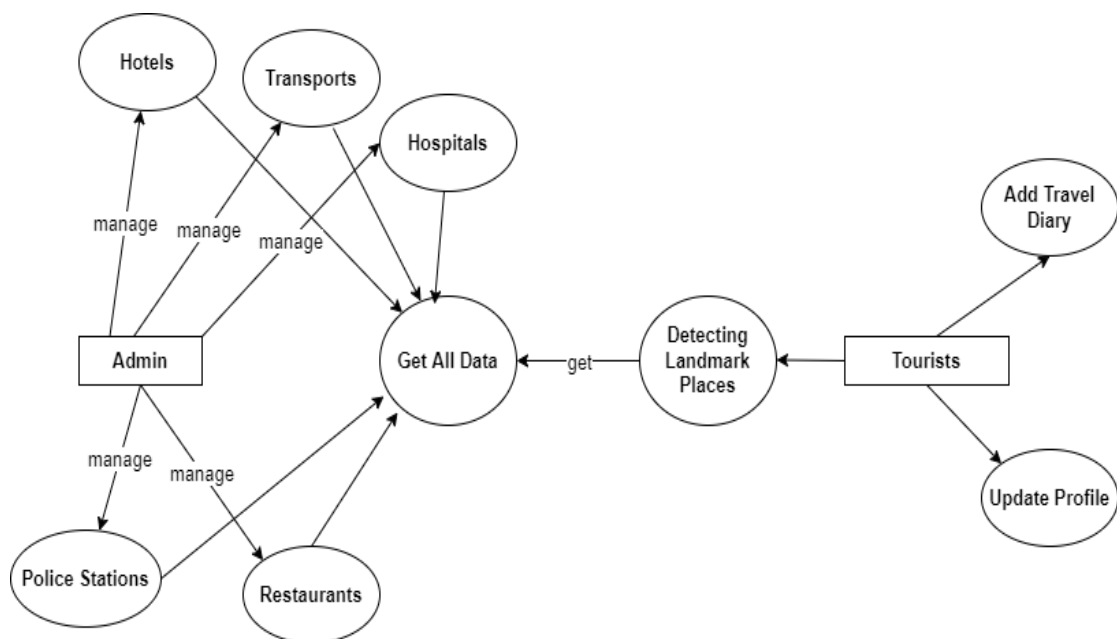 Hotels
Transports
Hospitals
Add Travel
Diary
manage
manage
manage
Admin
Get All Data
get
Detecting
Landmark
Places
Tourists
manage
manage
Update Profile
Police Stations
Restaurants